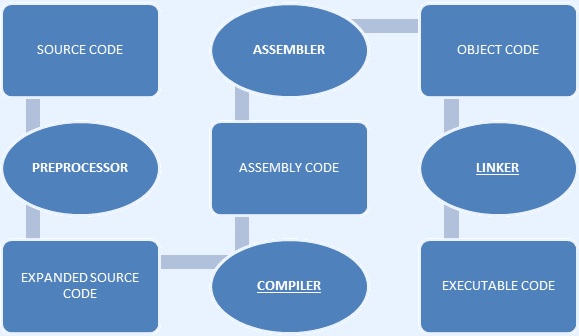 SOURCE CODE
PREPROCESSOR
EXPANDED SOURCE
CODE
COMPILER
ASSEMBLY CODE
ASSEMBLER
OBJECT CODE
LINKER
EXECUTABLE CODE